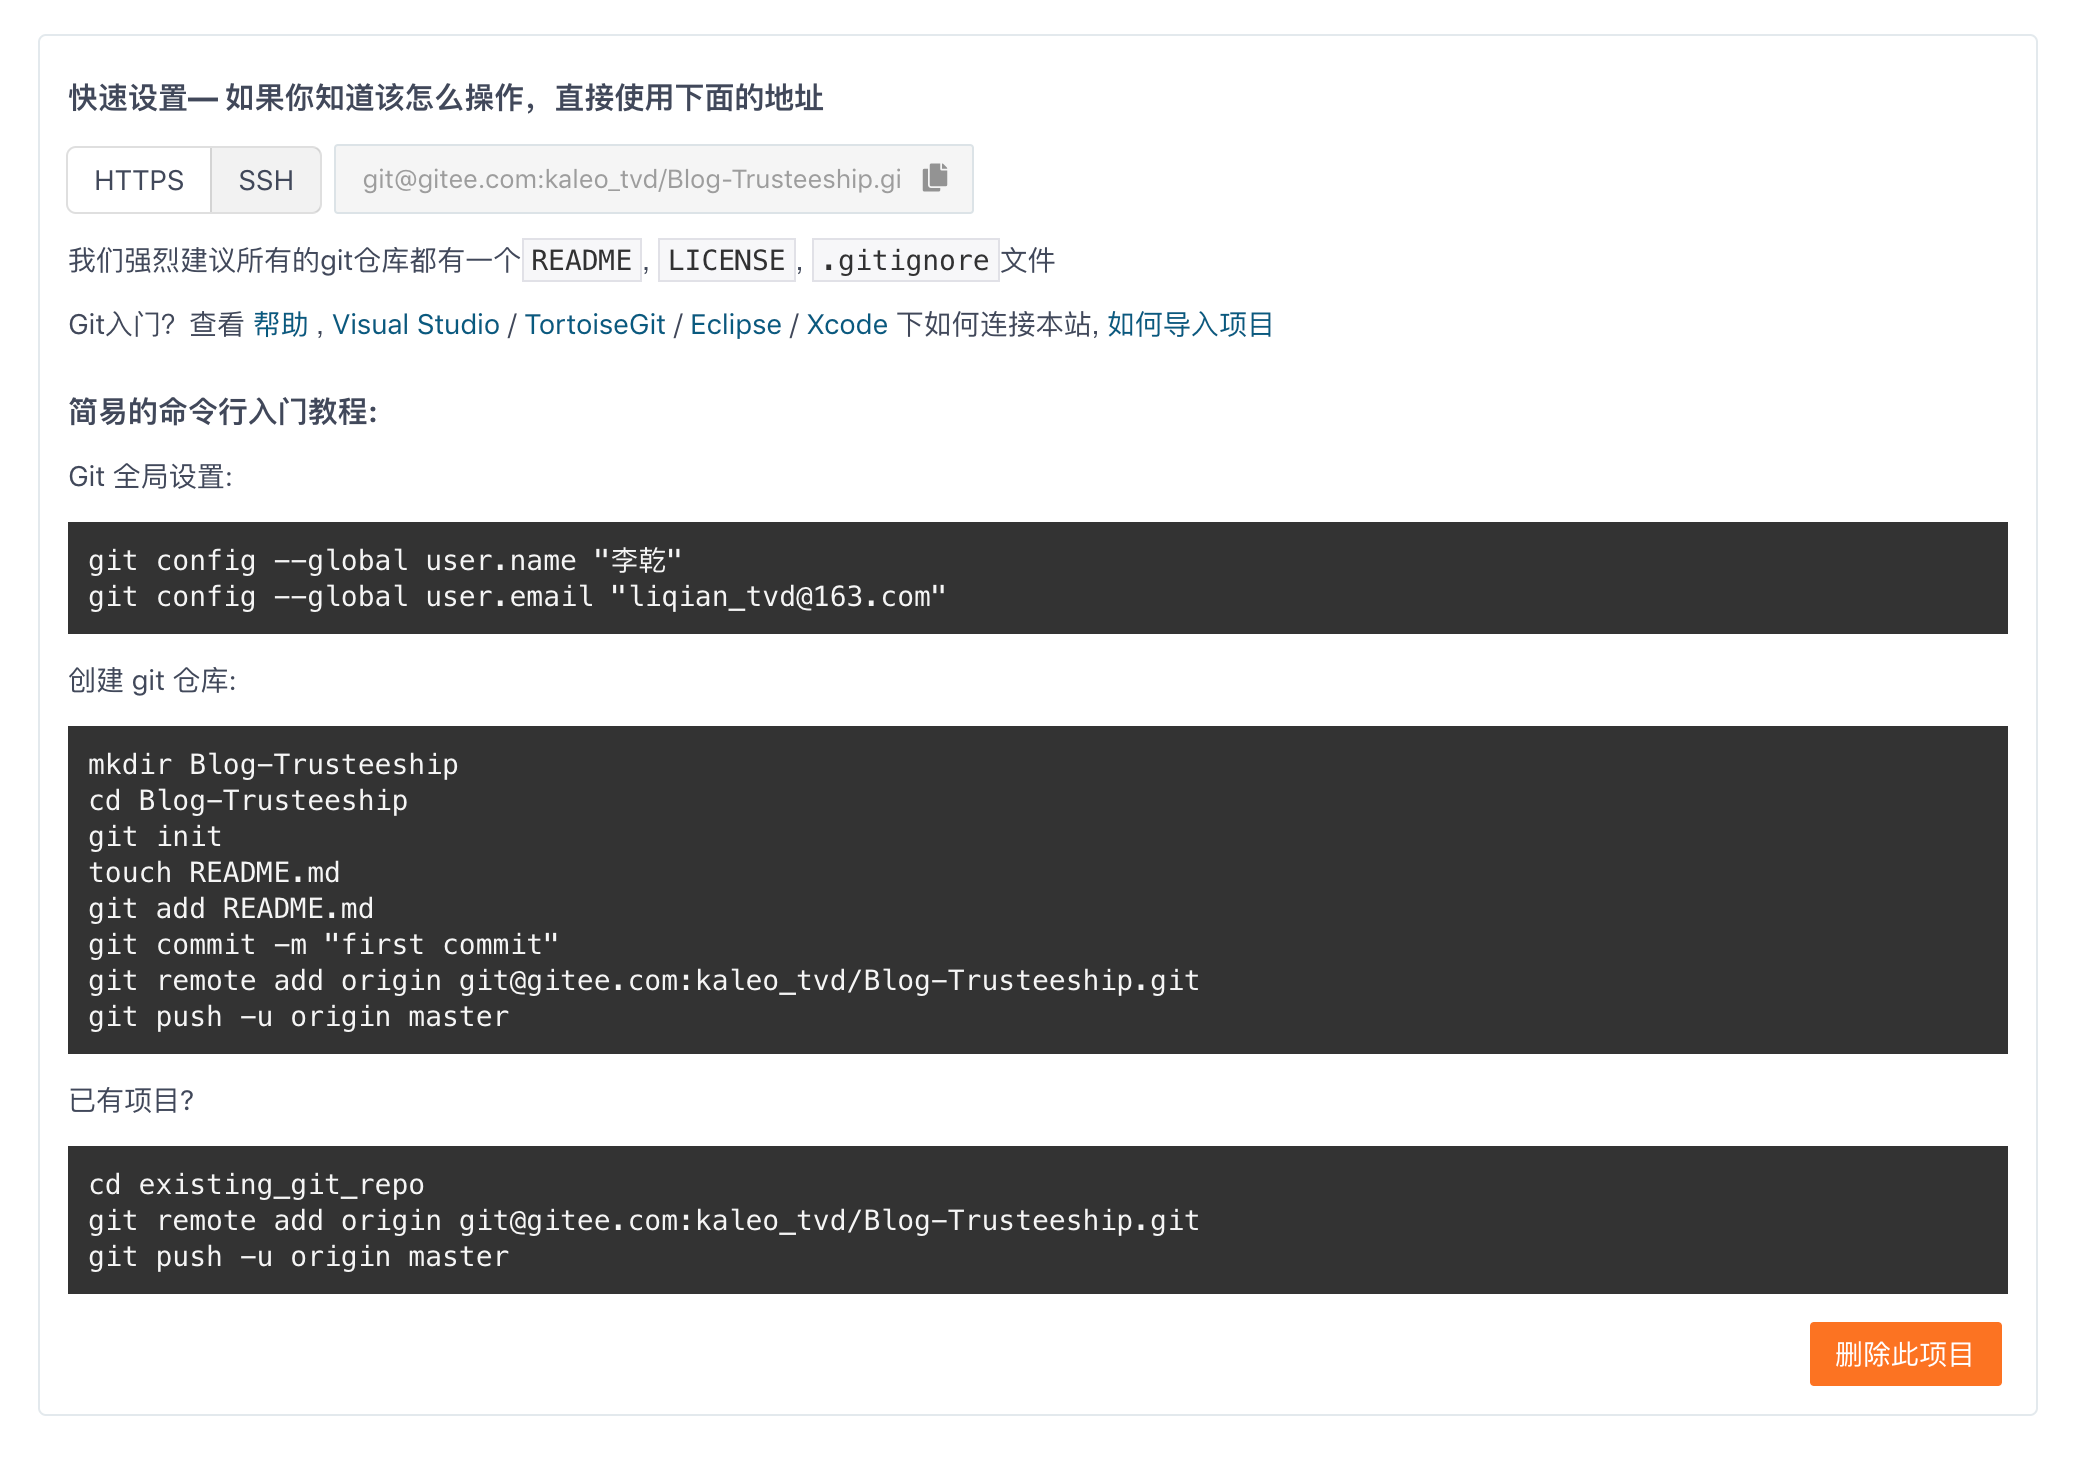 快速设置— 如果你知道该怎么操作，直接使用下面的地址
HTTPS SSH git@gitee.com:kaleo_tvd/Blog-Trusteeship.gi
我们强烈建议所有的git仓库都有一个 README, LICENSE, .gitignore 文件
Git入门？查看 帮助 , Visual Studio / TortoiseGit / Eclipse / Xcode 下如何连接本站, 如何导入项目
简易的命令行入门教程:
Git 全局设置:
git config --global user.name "李乾"
git config --global user.email "liqian_tvd@163.com"
创建 git 仓库:
mkdir Blog-Trusteeship
cd Blog-Trusteeship
git init
touch README.md
git add README.md
git commit -m "first commit"
git remote add origin git@gitee.com:kaleo_tvd/Blog-Trusteeship.git
git push -u origin master
已有项目?
cd existing_git_repo
git remote add origin git@gitee.com:kaleo_tvd/Blog-Trusteeship.git
git push -u origin master
删除此项目